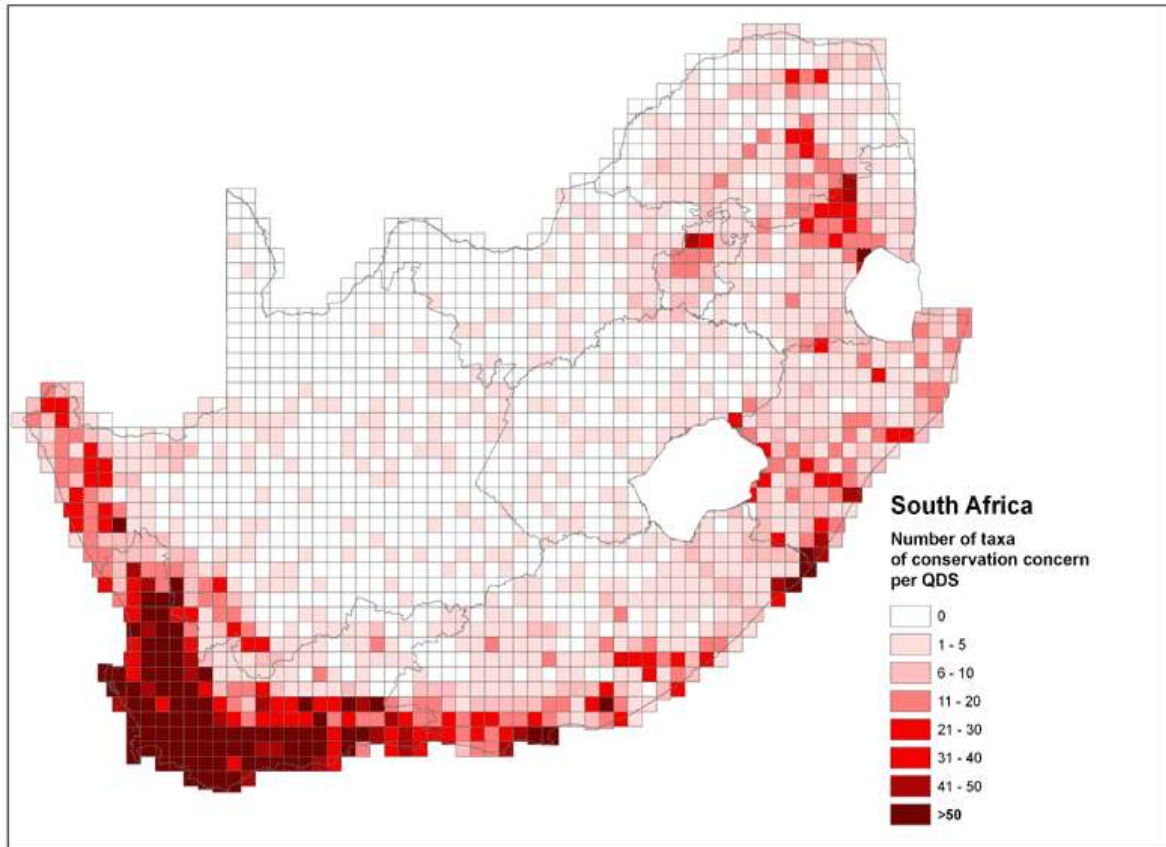 South Africa
Number of taxa
of conservation concern
per QDS
0
1 - 5
6 - 10
11 - 20
21 - 30
31 - 40
41 - 50
>50